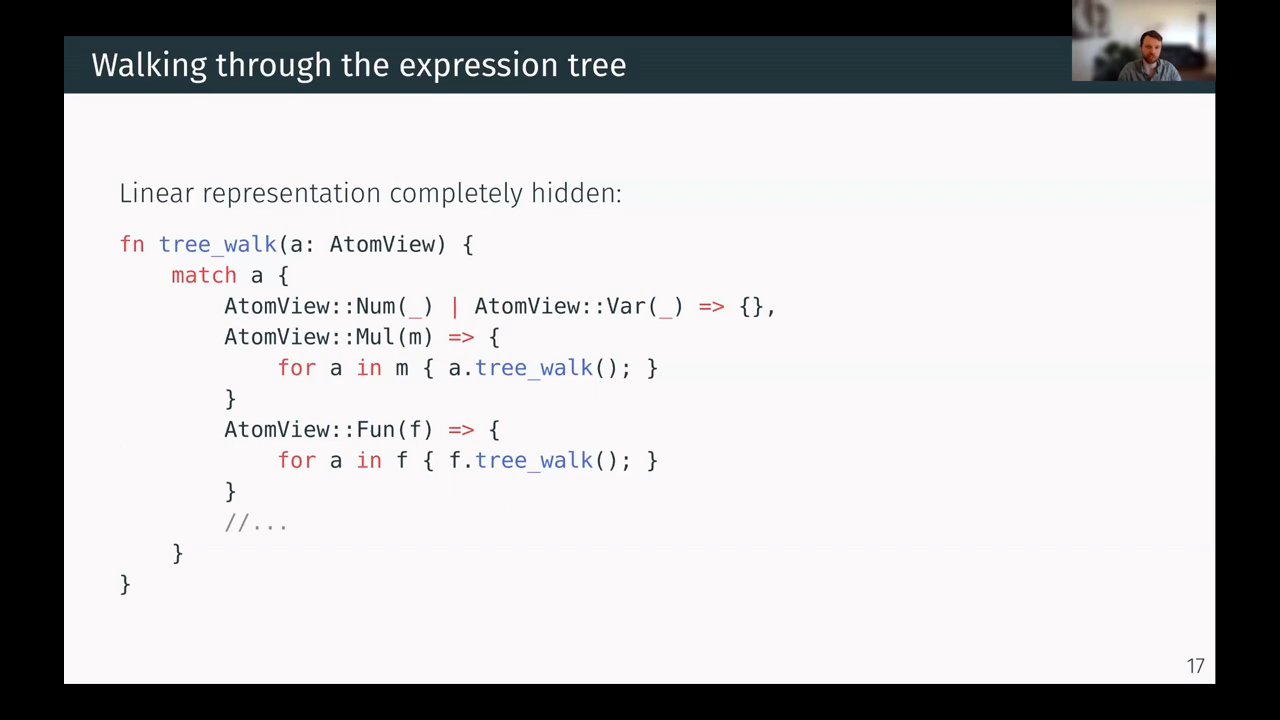 Walking through the expression tree
Linear representation completely hidden:
fn tree_walk(a: AtomView) {
    match a {
        AtomView::Num(_) | AtomView::Var(_) => {},
        AtomView::Mul(m) => {
            for a in m { a.tree_walk(); }
        }
        AtomView::Fun(f) => {
            for a in f { f.tree_walk(); }
        }
        //...
    }
}
17